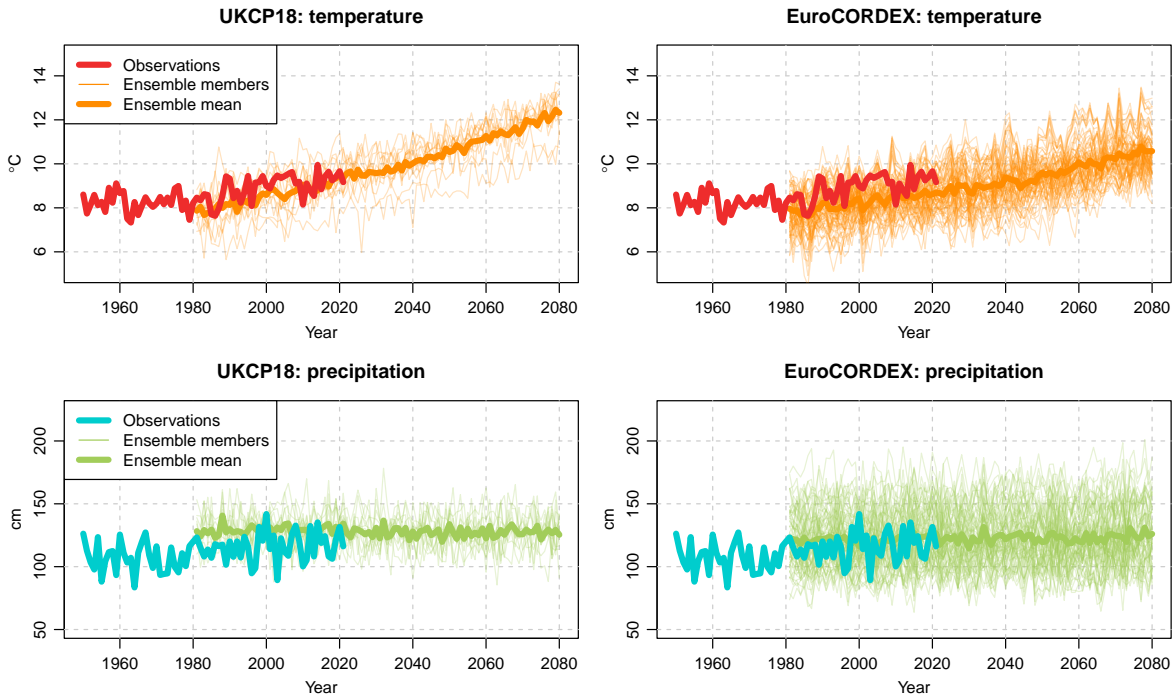 UKCP18: temperature
Observations
Ensemble members
Ensemble mean
°C
6 8 10 12 14
1960 1980 2000 2020 2040 2060 2080
Year
EuroCORDEX: temperature
°C
6 8 10 12 14
1960 1980 2000 2020 2040 2060 2080
Year
UKCP18: precipitation
Observations
Ensemble members
Ensemble mean
cm
50 100 150 200
1960 1980 2000 2020 2040 2060 2080
Year
EuroCORDEX: precipitation
cm
50 100 150 200
1960 1980 2000 2020 2040 2060 2080
Year